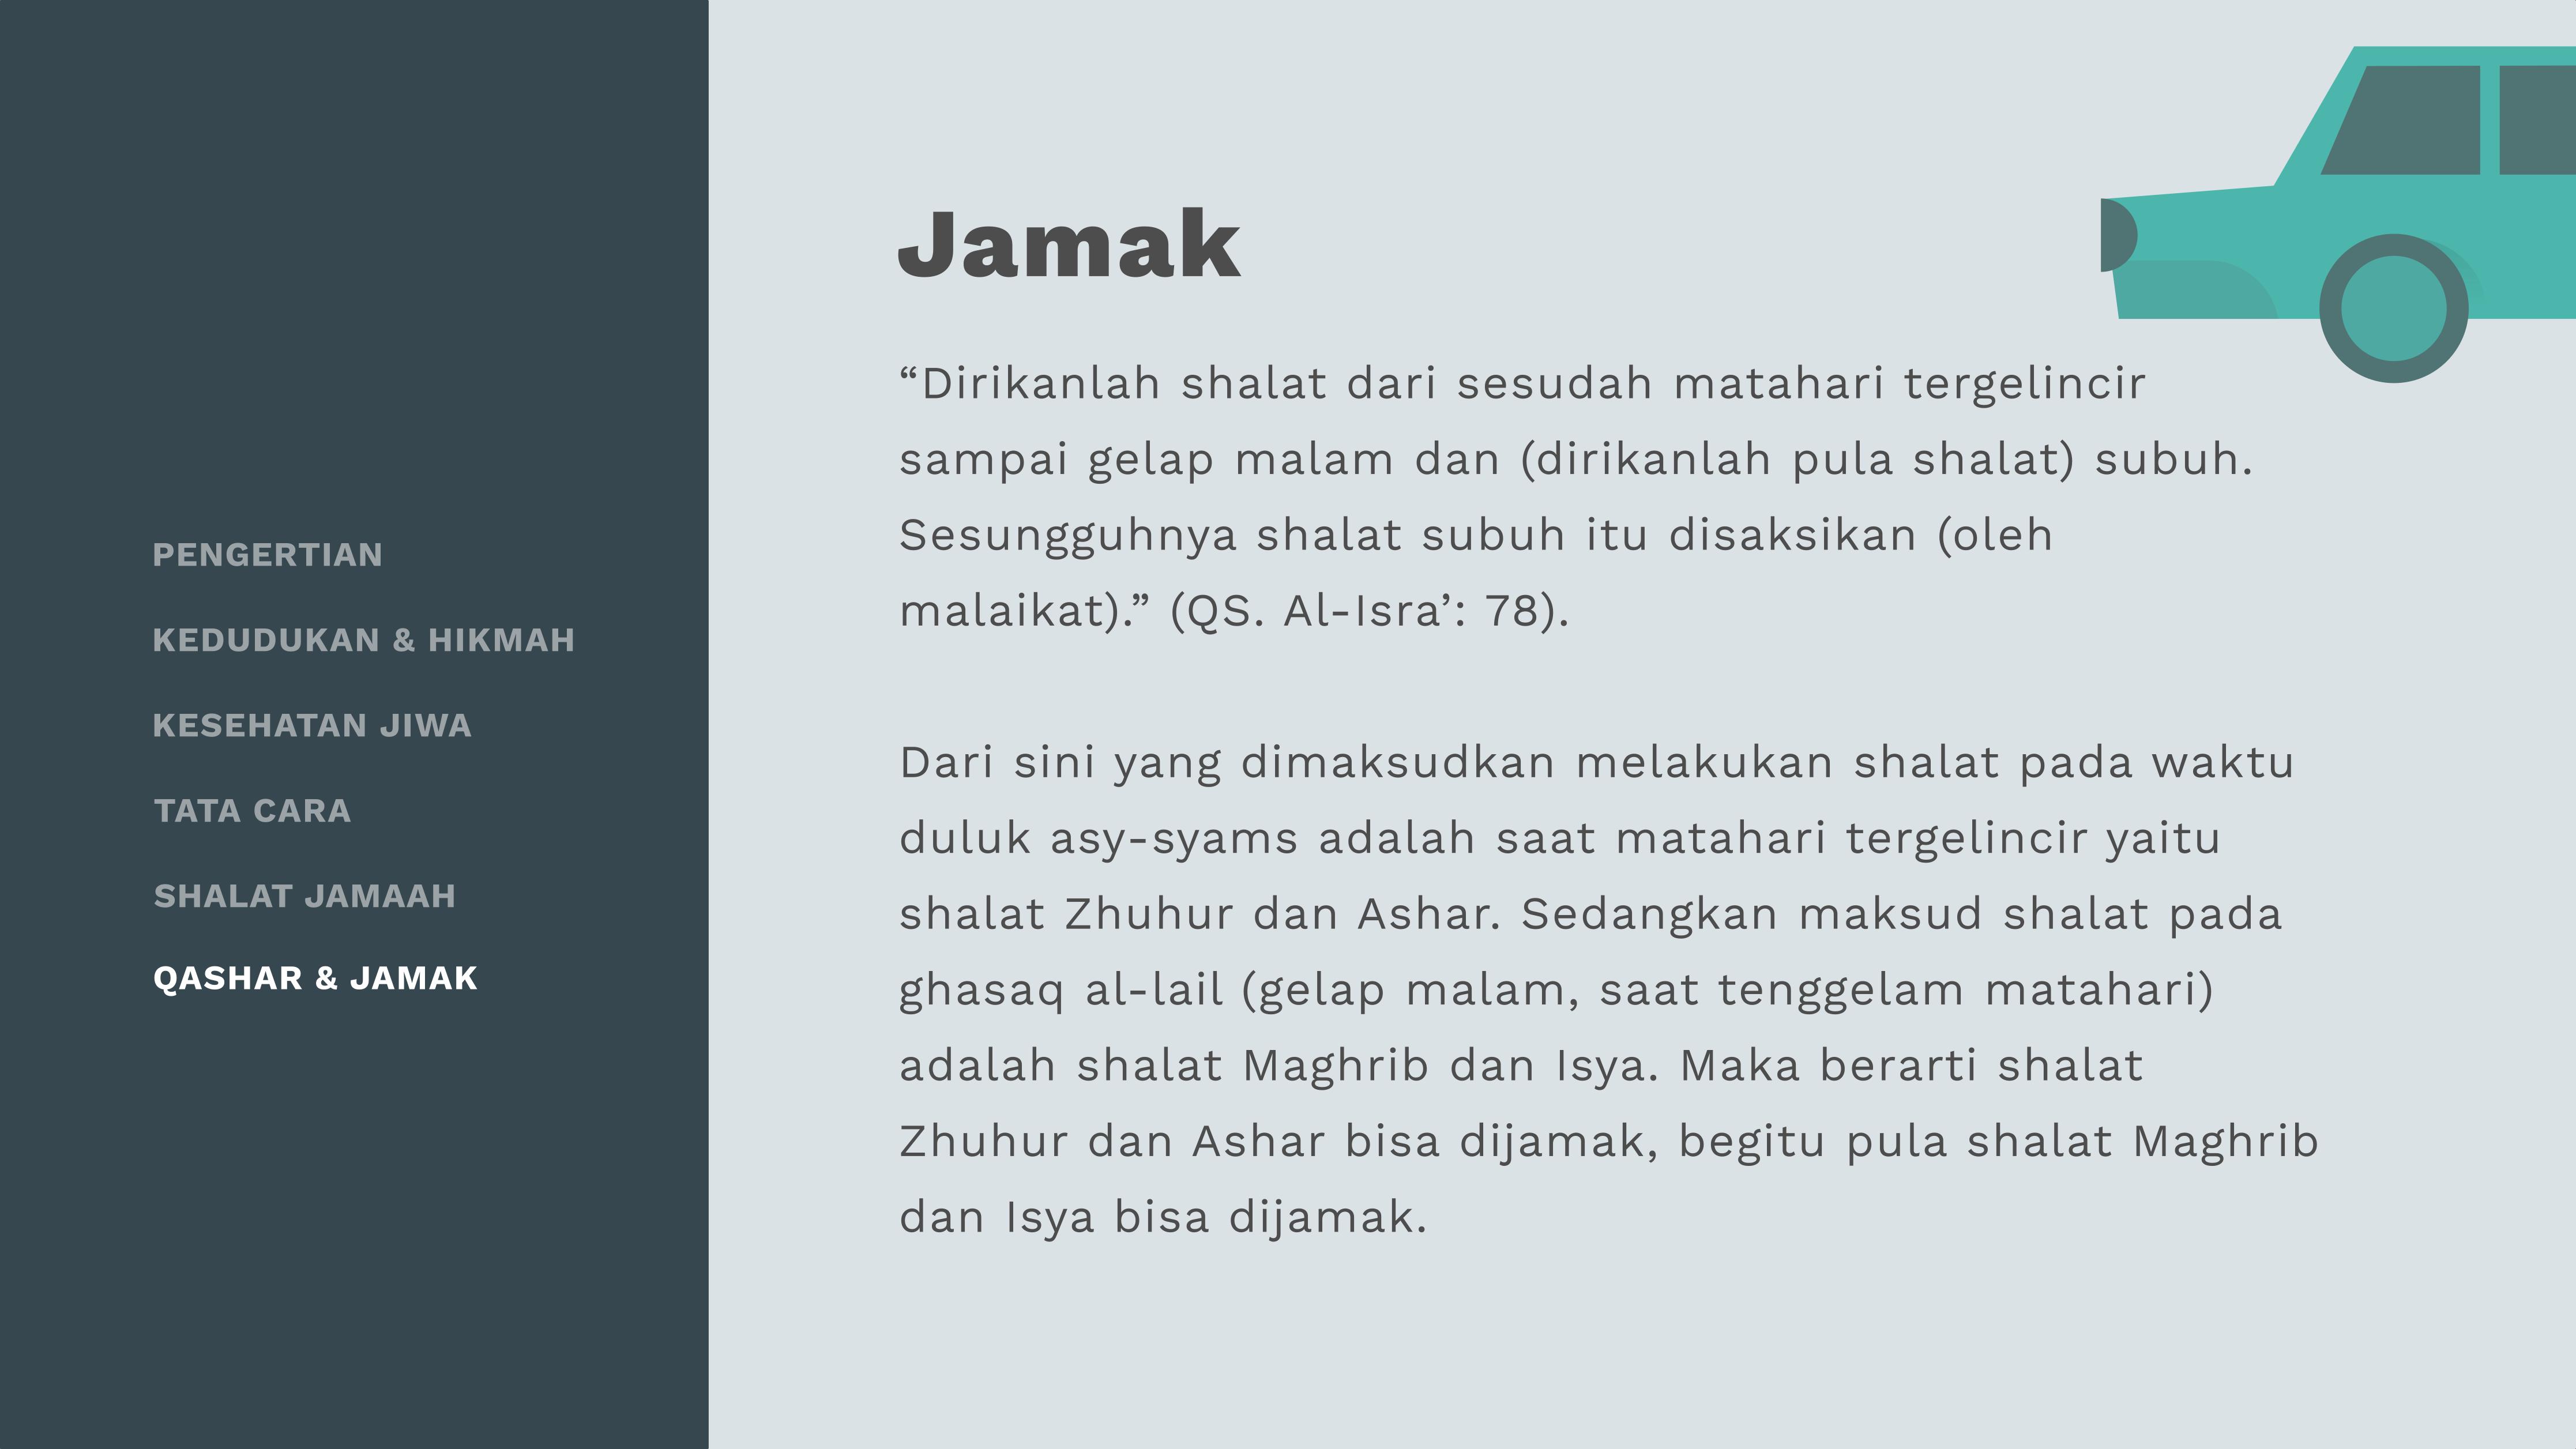 PENGERTIAN
KEDUDUKAN & HIKMAH
KESEHATAN JIWA
TATA CARA
SHALAT JAMAAH
QASHAR & JAMAK
Jamak
“Dirikanlah shalat dari sesudah matahari tergelincir
sampai gelap malam dan (dirikanlah pula shalat) subuh.
Sesungguhnya shalat subuh itu disaksikan (oleh
malaikat).” (QS. Al-Isra’: 78).
Dari sini yang dimaksudkan melakukan shalat pada waktu
duluk asy-syams adalah saat matahari tergelincir yaitu
shalat Zhuhur dan Ashar. Sedangkan maksud shalat pada
ghasaq al-lail (gelap malam, saat tenggelam matahari)
adalah shalat Maghrib dan Isya. Maka berarti shalat
Zhuhur dan Ashar bisa dijamak, begitu pula shalat Maghrib
dan Isya bisa dijamak.